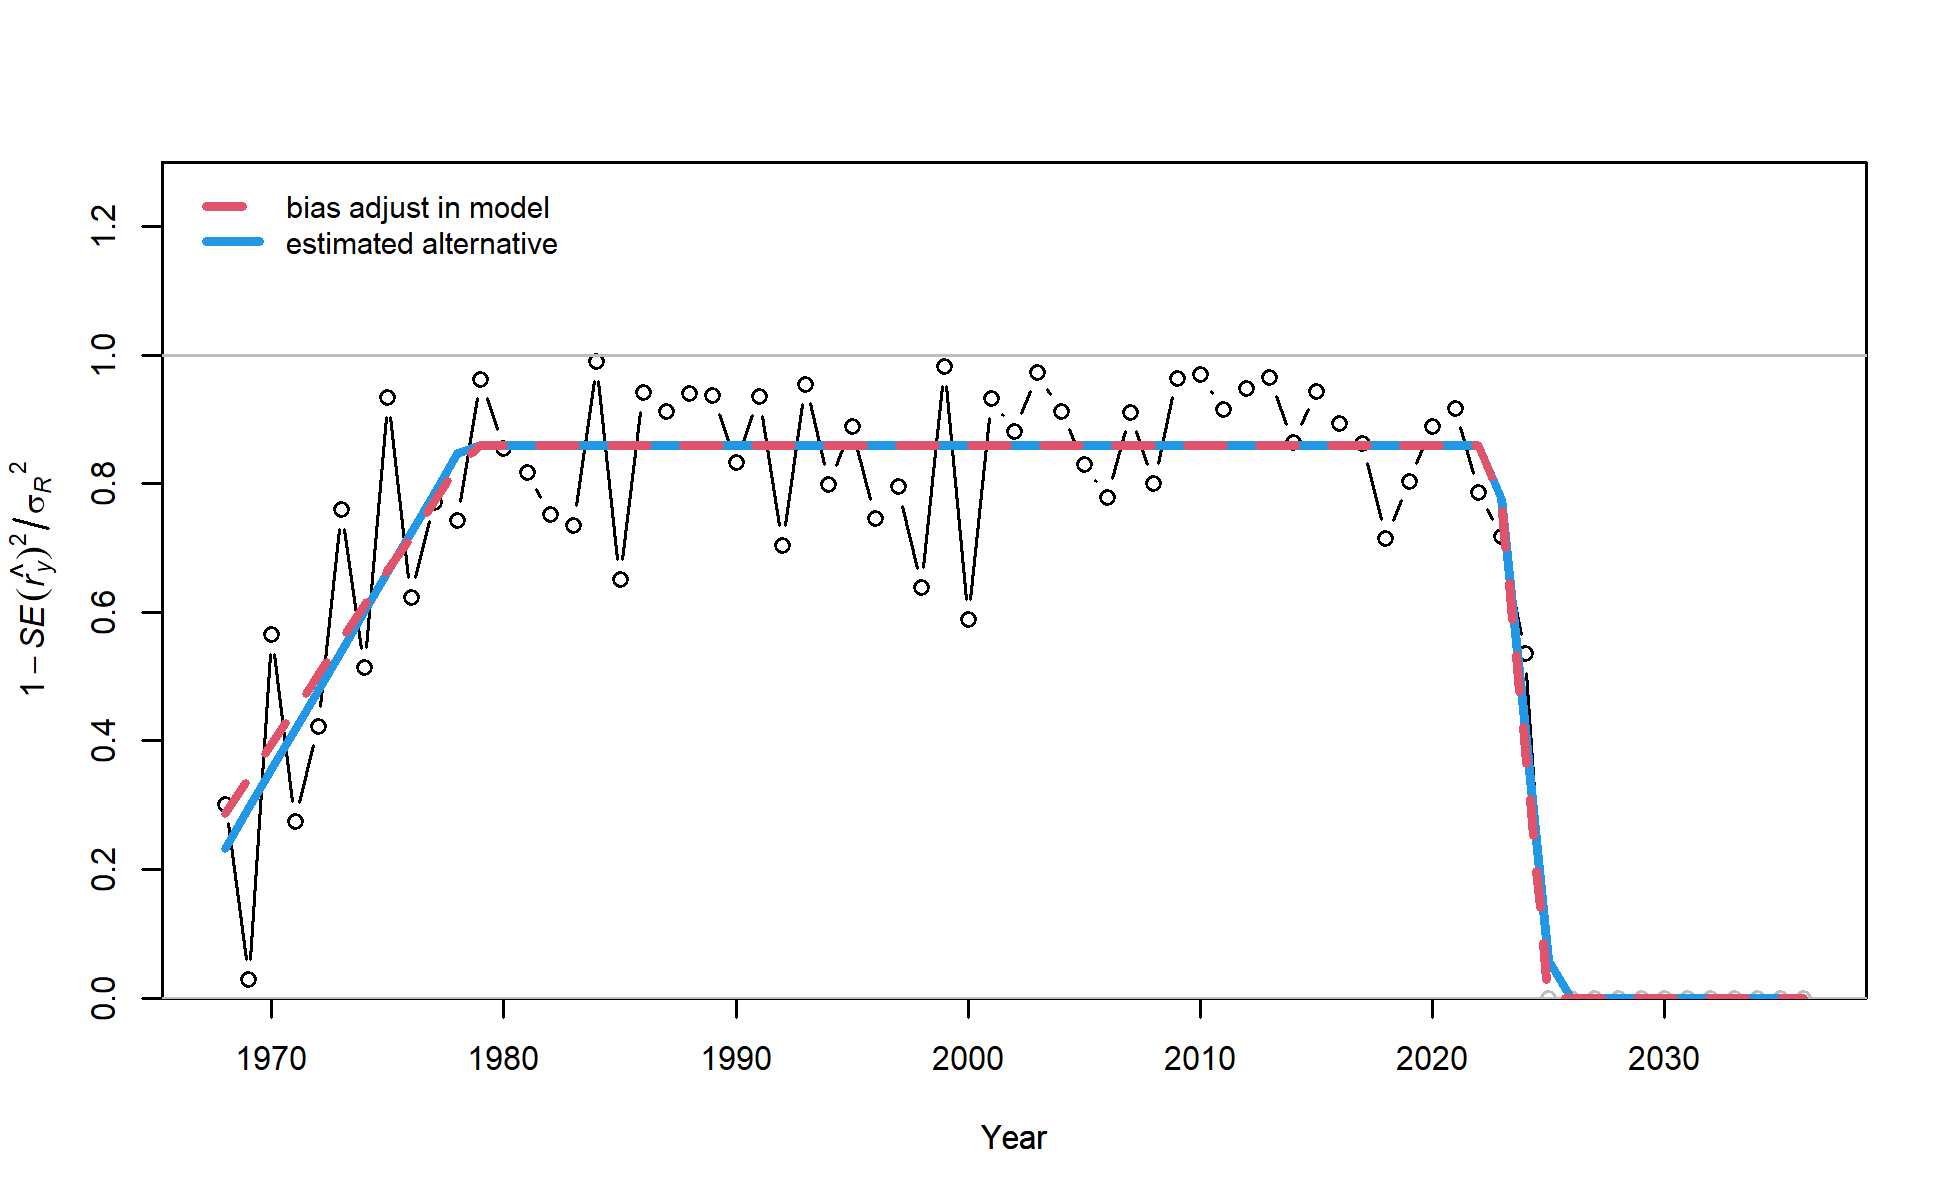 bias adjust in model
estimated alternative
1.2
1.0
0.8
0.6
0.4
0.2
0.0
1 − SE(r̂y)² / σR²
1970 1980 1990 2000 2010 2020 2030
Year